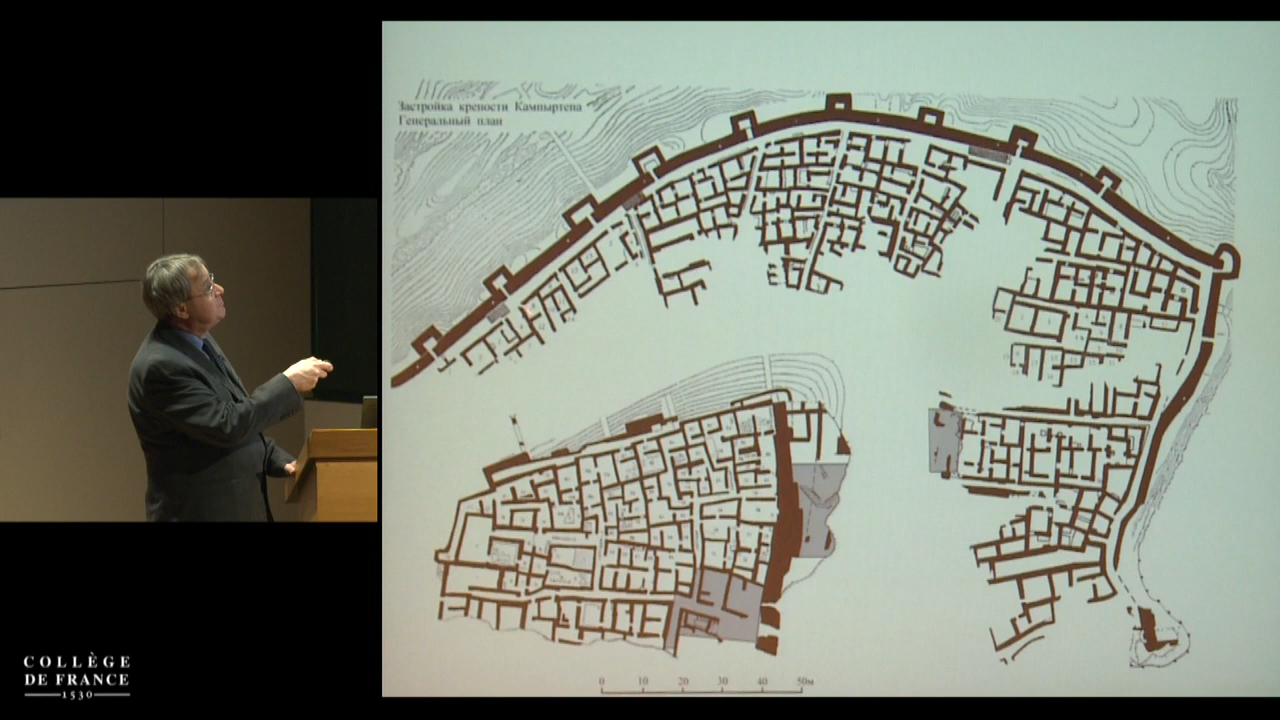 Застройка крепости Кампыртепа
Генеральный план
0 10 20 30 40 50м
COLLÈGE
DE FRANCE
1530